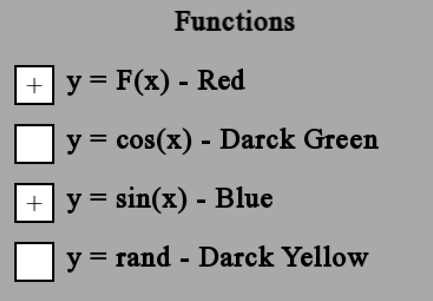 Functions
+ y = F(x) - Red
y = cos(x) - Darck Green
+ y = sin(x) - Blue
y = rand - Darck Yellow